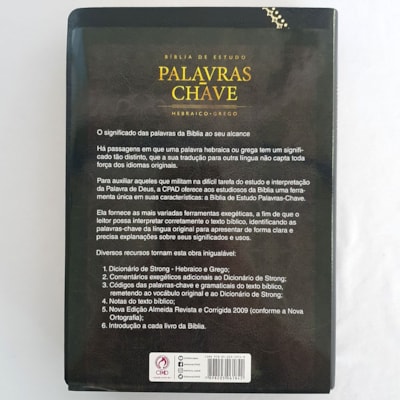 BÍBLIA DE ESTUDO
PALAVRAS
CHAVE
HEBRAICO • GREGO
O significado das palavras da Bíblia ao seu alcance
Há passagens em que uma palavra hebraica ou grega tem um signifi-
cado tão distinto, que a sua tradução para outra língua não capta toda
força dos idiomas originais.
Para auxiliar aqueles que militam na difícil tarefa do estudo e interpretação
da Palavra de Deus, a CPAD oferece aos estudiosos da Bíblia uma ferra-
menta única em suas características: a Bíblia de Estudo Palavras-Chave.
Ela fornece as mais variadas ferramentas exegéticas, a fim de que o
leitor possa interpretar corretamente o texto bíblico, identificando as
palavras-chave da língua original para apresentar de forma clara e
precisa explanações sobre seus significados e usos.
Diversos recursos tornam esta obra inigualável:
1. Dicionário de Strong - Hebraico e Grego;
2. Comentários exegéticos adicionais ao Dicionário de Strong;
3. Códigos das palavras-chave e gramaticais do texto bíblico,
remetendo ao vocábulo original e ao Dicionário de Strong;
4. Notas do texto bíblico;
5. Nova Edição Almeida Revista e Corrigida 2009 (conforme a Nova
Ortografia);
6. Introdução a cada livro da Bíblia.
CPAD